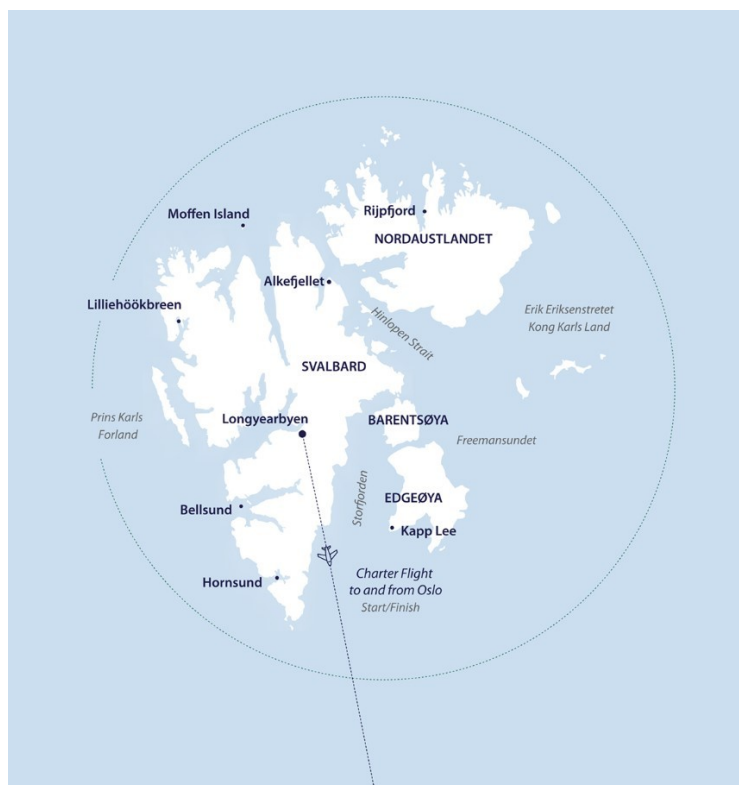 Rijpfjord
Moffen Island
NORDAUSTLANDET
Alkefjellet
Lilliehöökbreen
Erik Eriksenstretet
Kong Karls Land
Hinlopen Strait
SVALBARD
Prins Karls
Forland
Longyearbyen
BARENTSØYA
Freemansundet
Storfjorden
EDGEØYA
Bellsund
Kapp Lee
Hornsund
Charter Flight
to and from Oslo
Start/Finish